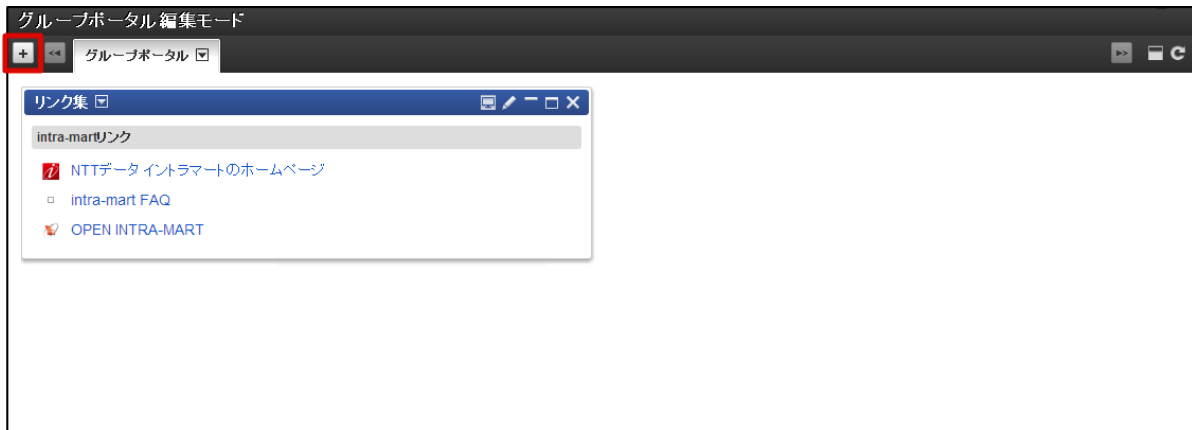 グループポータル 編集モード
グループポータル
リンク集
intra-martリンク
NTTデータ イントラマートのホームページ
intra-mart FAQ
OPEN INTRA-MART